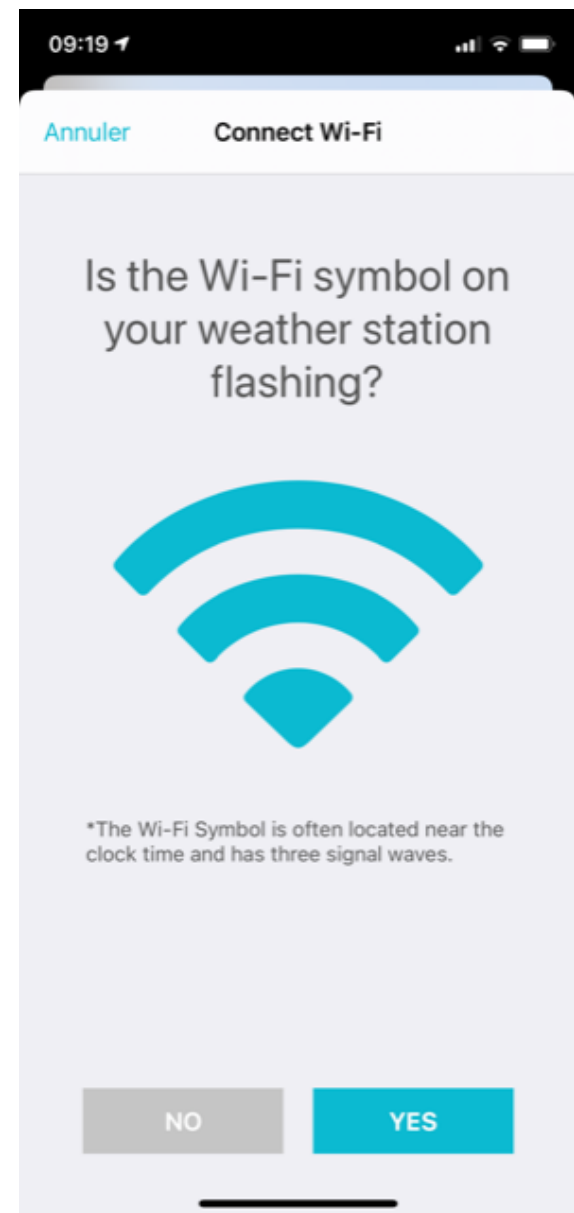 09:19
Annuler
Connect Wi-Fi
Is the Wi-Fi symbol on
your weather station
flashing?
*The Wi-Fi Symbol is often located near the
clock time and has three signal waves.
NO
YES